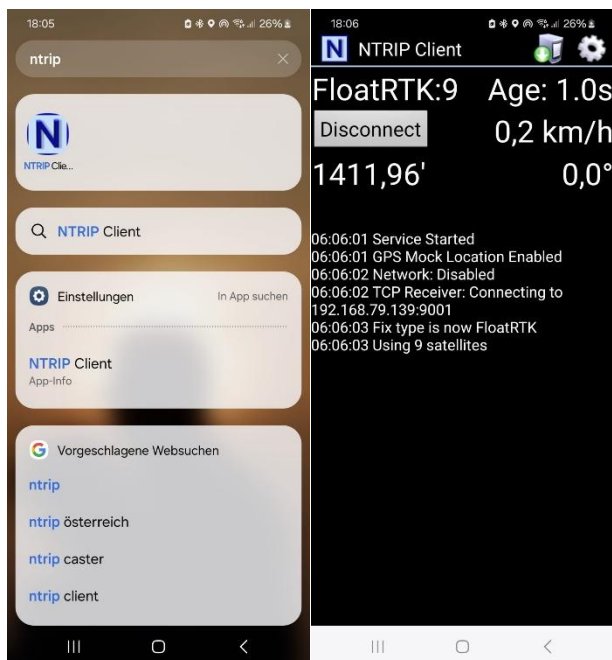 18:05
26%
ntrip
N
NTRIP Clie...
NTRIP Client
Einstellungen In App suchen
Apps
NTRIP Client
App-Info
G Vorgeschlagene Websuchen
ntrip
ntrip österreich
ntrip caster
ntrip client
18:06
26%
N NTRIP Client
FloatRTK:9 Age: 1.0s
Disconnect 0,2 km/h
1411,96' 0,0°
06:06:01 Service Started
06:06:01 GPS Mock Location Enabled
06:06:02 Network: Disabled
06:06:02 TCP Receiver: Connecting to
192.168.79.139:9001
06:06:03 Fix type is now FloatRTK
06:06:03 Using 9 satellites